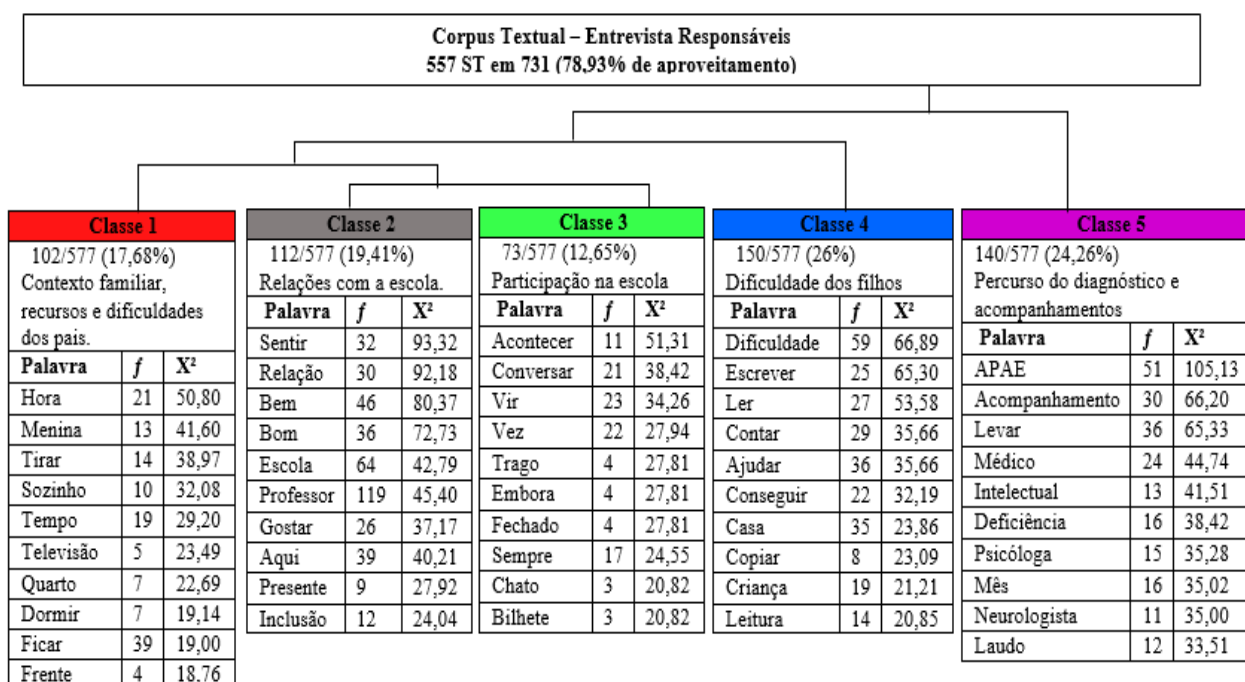 Corpus Textual – Entrevista Responsáveis
557 ST em 731 (78,93% de aproveitamento)
Classe 1
102/577 (17,68%)
Contexto familiar,
recursos e dificuldades
dos pais.
Palavra f X²
Hora 21 50,80
Menina 13 41,60
Tirar 14 38,97
Sozinho 10 32,08
Tempo 19 29,20
Televisão 5 23,49
Quarto 7 22,69
Dormir 7 19,14
Ficar 39 19,00
Frente 4 18,76
Classe 2
112/577 (19,41%)
Relações com a escola.
Palavra f X²
Sentir 32 93,32
Relação 30 92,18
Bem 46 80,37
Bom 36 72,73
Escola 64 42,79
Professor 119 45,40
Gostar 26 37,17
Aqui 39 40,21
Presente 9 27,92
Inclusão 12 24,04
Classe 3
73/577 (12,65%)
Participação na escola
Palavra f X²
Acontecer 11 51,31
Conversar 21 38,42
Vir 23 34,26
Vez 22 27,94
Trago 4 27,81
Embora 4 27,81
Fechado 4 27,81
Sempre 17 24,55
Chato 3 20,82
Bilhete 3 20,82
Classe 4
150/577 (26%)
Dificuldade dos filhos
Palavra f X²
Dificuldade 59 66,89
Escrever 25 65,30
Ler 27 53,58
Contar 29 35,66
Ajudar 36 35,66
Conseguir 22 32,19
Casa 35 23,86
Copiar 8 23,09
Criança 19 21,21
Leitura 14 20,85
Classe 5
140/577 (24,26%)
Percurso do diagnóstico e
acompanhamentos
Palavra f X²
APAE 51 105,13
Acompanhamento 30 66,20
Levar 36 65,33
Médico 24 44,74
Intelectual 13 41,51
Deficiência 16 38,42
Psicóloga 15 35,28
Mês 16 35,02
Neurologista 11 35,00
Laudo 12 33,51